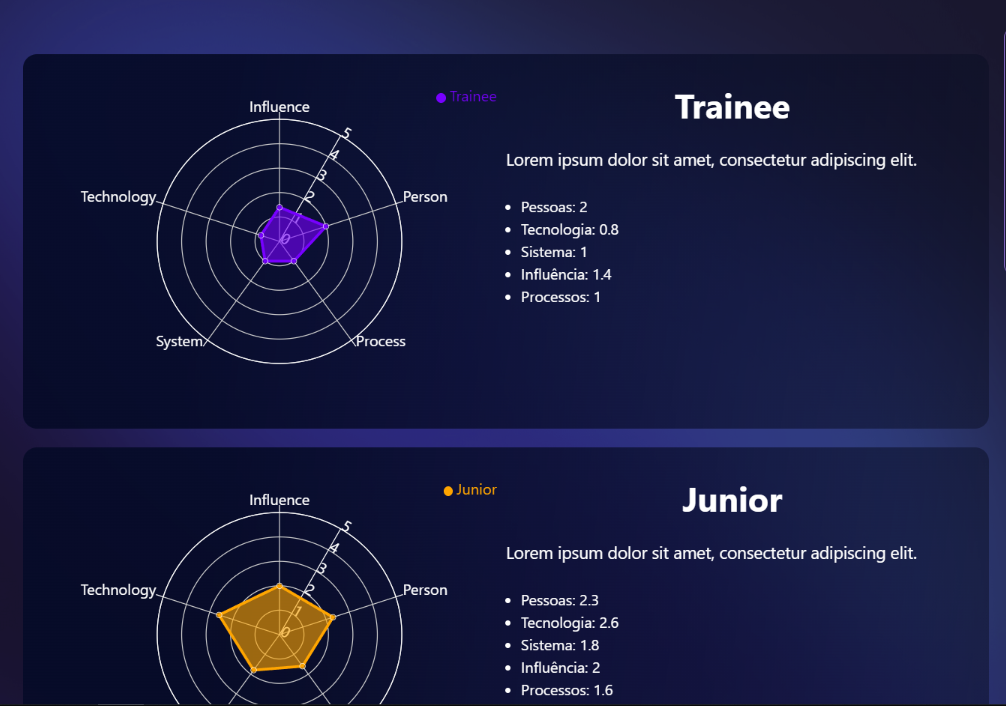 Influence
5
4
3
2
1
0
Technology
Person
System
Process
Trainee
Trainee
Lorem ipsum dolor sit amet, consectetur adipiscing elit.
Pessoas: 2
Tecnologia: 0.8
Sistema: 1
Influência: 1.4
Processos: 1
Influence
5
4
3
2
1
0
Technology
Person
Junior
Junior
Lorem ipsum dolor sit amet, consectetur adipiscing elit.
Pessoas: 2.3
Tecnologia: 2.6
Sistema: 1.8
Influência: 2
Processos: 1.6